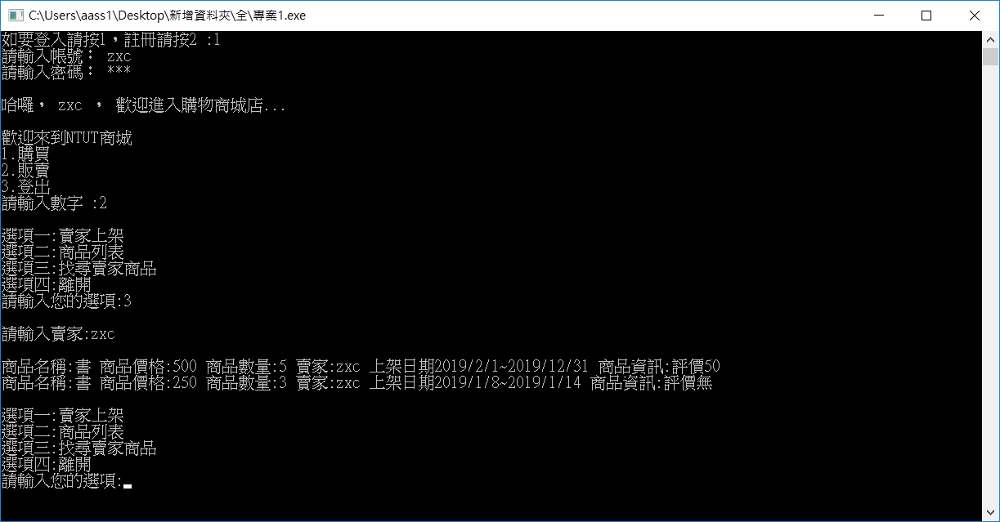 C:\Users\aass1\Desktop\新增資料夾\全\專案1.exe
如要登入請按1，註冊請按2 :1
請輸入帳號： zxc
請輸入密碼： ***
哈囉， zxc ， 歡迎進入購物商城店...
歡迎來到NTUT商城
1.購買
2.販賣
3.登出
請輸入數字 :2
選項一:賣家上架
選項二:商品列表
選項三:找尋賣家商品
選項四:離開
請輸入您的選項:3
請輸入賣家:zxc
商品名稱:書 商品價格:500 商品數量:5 賣家:zxc 上架日期2019/2/1~2019/12/31 商品資訊:評價50
商品名稱:書 商品價格:250 商品數量:3 賣家:zxc 上架日期2019/1/8~2019/1/14 商品資訊:評價無
選項一:賣家上架
選項二:商品列表
選項三:找尋賣家商品
選項四:離開
請輸入您的選項: